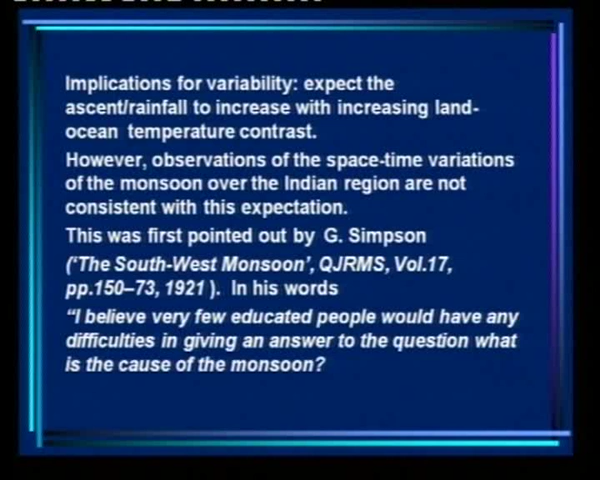 Implications for variability: expect the
ascent/rainfall to increase with increasing land-
ocean temperature contrast.
However, observations of the space-time variations
of the monsoon over the Indian region are not
consistent with this expectation.
This was first pointed out by G. Simpson
('The South-West Monsoon', QJRMS, Vol.17,
pp.150–73, 1921 ). In his words
“I believe very few educated people would have any
difficulties in giving an answer to the question what
is the cause of the monsoon?